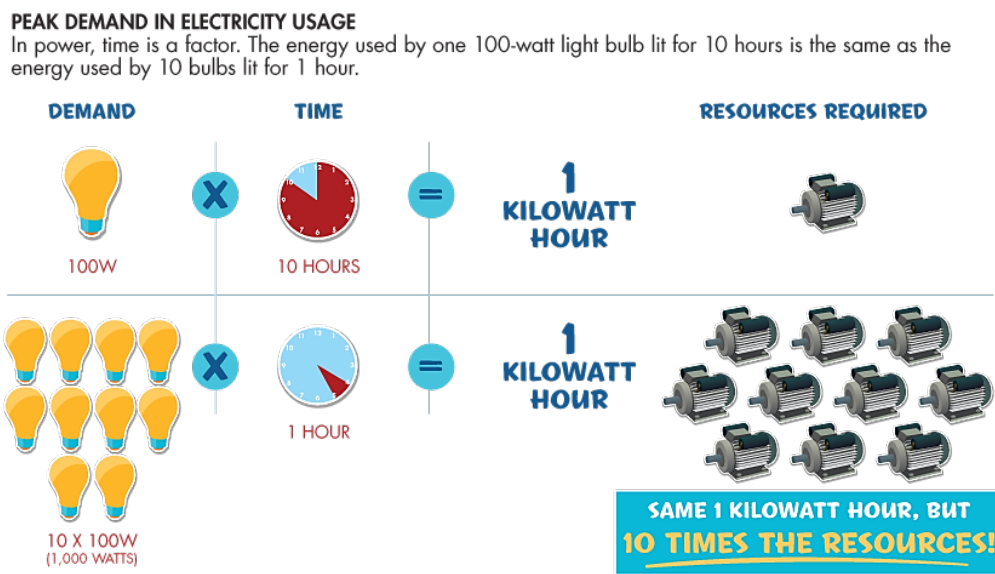 PEAK DEMAND IN ELECTRICITY USAGE
In power, time is a factor. The energy used by one 100-watt light bulb lit for 10 hours is the same as the
energy used by 10 bulbs lit for 1 hour.
DEMAND
TIME
RESOURCES REQUIRED
X
=
1
KILOWATT
HOUR
100W
10 HOURS
X
=
1
KILOWATT
HOUR
1 HOUR
10 X 100W
(1,000 WATTS)
SAME 1 KILOWATT HOUR, BUT
10 TIMES THE RESOURCES!